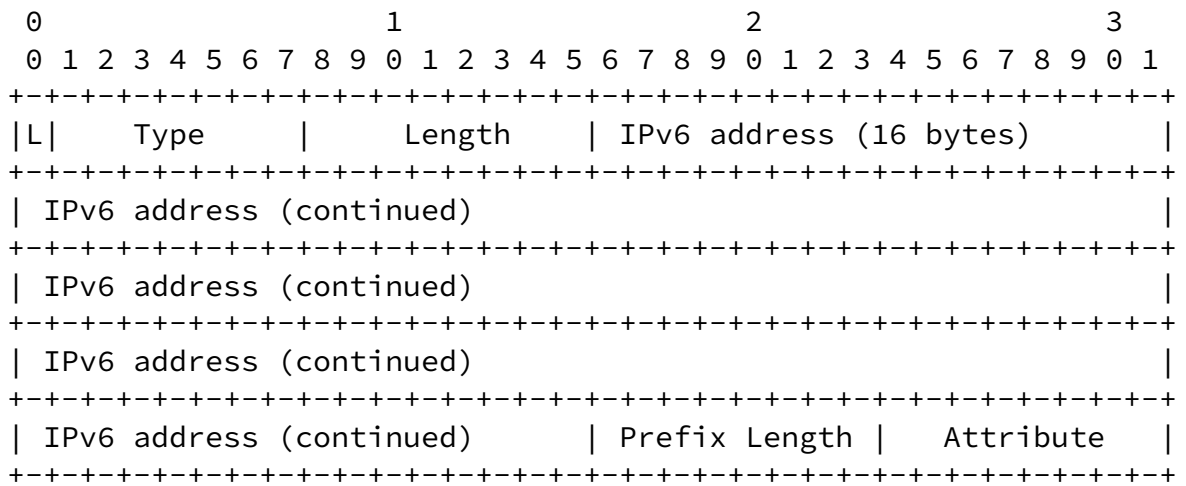 0                   1                   2                   3
 0 1 2 3 4 5 6 7 8 9 0 1 2 3 4 5 6 7 8 9 0 1 2 3 4 5 6 7 8 9 0 1
+-+-+-+-+-+-+-+-+-+-+-+-+-+-+-+-+-+-+-+-+-+-+-+-+-+-+-+-+-+-+-+-+
|L|    Type     |     Length    | IPv6 address (16 bytes)       |
+-+-+-+-+-+-+-+-+-+-+-+-+-+-+-+-+-+-+-+-+-+-+-+-+-+-+-+-+-+-+-+-+
| IPv6 address (continued)                                      |
+-+-+-+-+-+-+-+-+-+-+-+-+-+-+-+-+-+-+-+-+-+-+-+-+-+-+-+-+-+-+-+-+
| IPv6 address (continued)                                      |
+-+-+-+-+-+-+-+-+-+-+-+-+-+-+-+-+-+-+-+-+-+-+-+-+-+-+-+-+-+-+-+-+
| IPv6 address (continued)                                      |
+-+-+-+-+-+-+-+-+-+-+-+-+-+-+-+-+-+-+-+-+-+-+-+-+-+-+-+-+-+-+-+-+
| IPv6 address (continued)      | Prefix Length |   Attribute   |
+-+-+-+-+-+-+-+-+-+-+-+-+-+-+-+-+-+-+-+-+-+-+-+-+-+-+-+-+-+-+-+-+